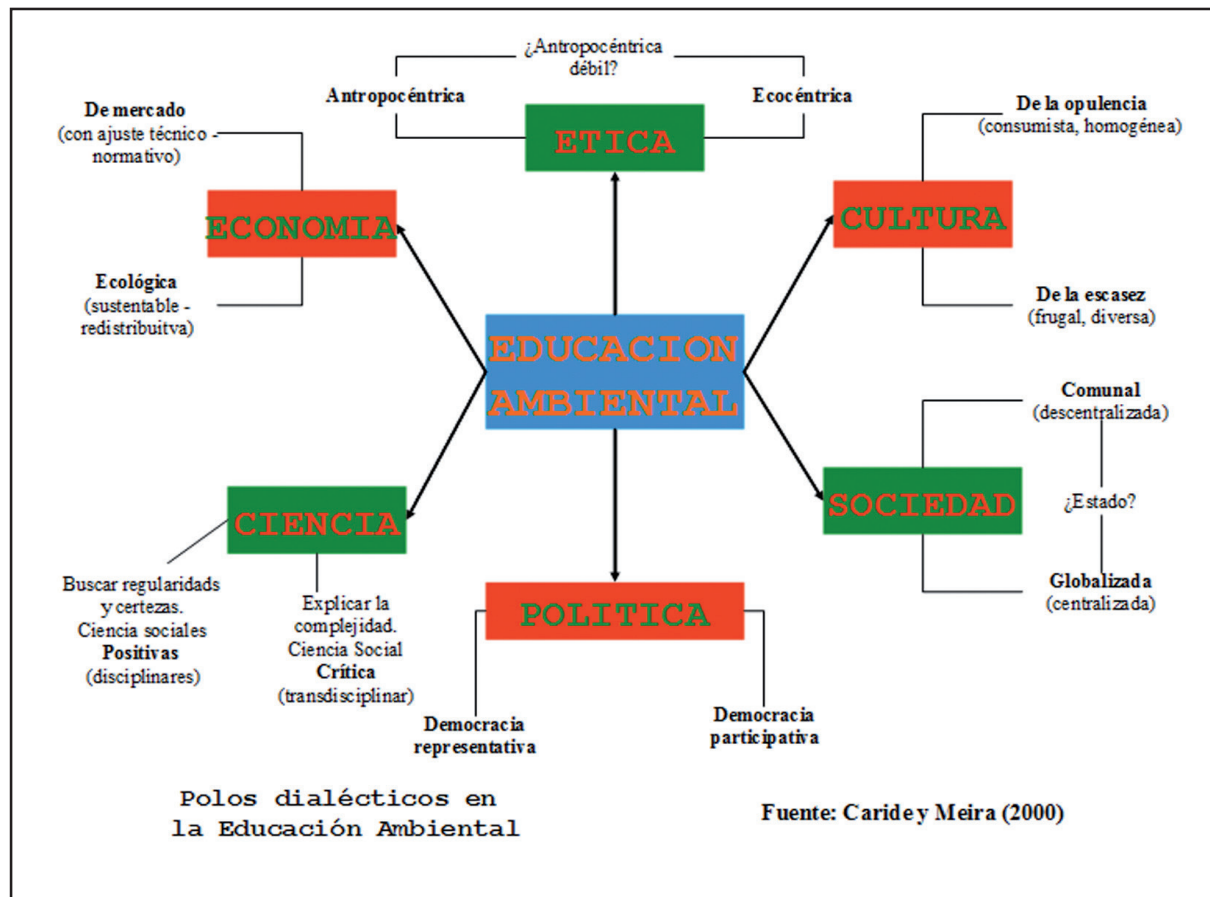 ¿Antropocéntrica
débil?
Antropocéntrica
Ecocéntrica
ETICA
De mercado
(con ajuste técnico -
normativo)
ECONOMIA
Ecológica
(sustentable -
redistribuitva)
De la opulencia
(consumista, homogénea)
CULTURA
De la escasez
(frugal, diversa)
EDUCACION
AMBIENTAL
Comunal
(descentralizada)
SOCIEDAD
¿Estado?
Globalizada
(centralizada)
CIENCIA
Buscar regularidads
y certezas.
Ciencia sociales
Positivas
(disciplinares)
Explicar la
complejidad.
Ciencia Social
Crítica
(transdisciplinar)
POLITICA
Democracia
representativa
Democracia
participativa
Polos dialécticos en
la Educación Ambiental
Fuente: Caride y Meira (2000)